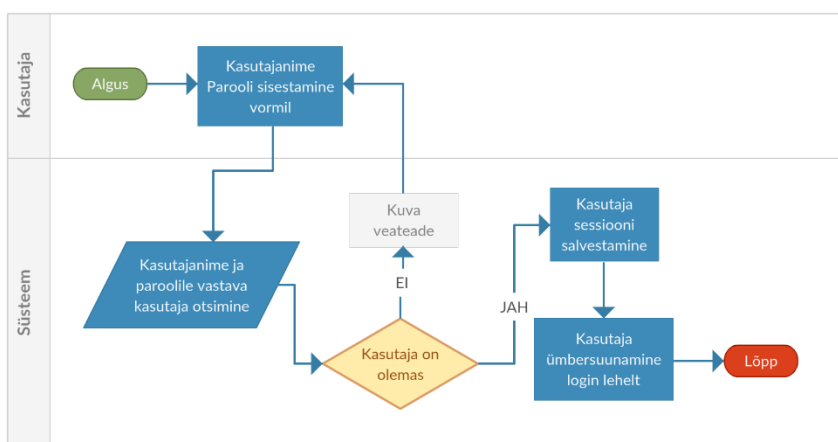 Kasutaja
Algus
Kasutajanime
Parooli sisestamine
vormil
Süsteem
Kasutajanime ja
paroolile vastava
kasutaja otsimine
Kuva
veateade
EI
Kasutaja on
olemas
JAH
Kasutaja
sessiooni
salvestamine
Kasutaja
ümbersuunamine
login lehelt
Lõpp